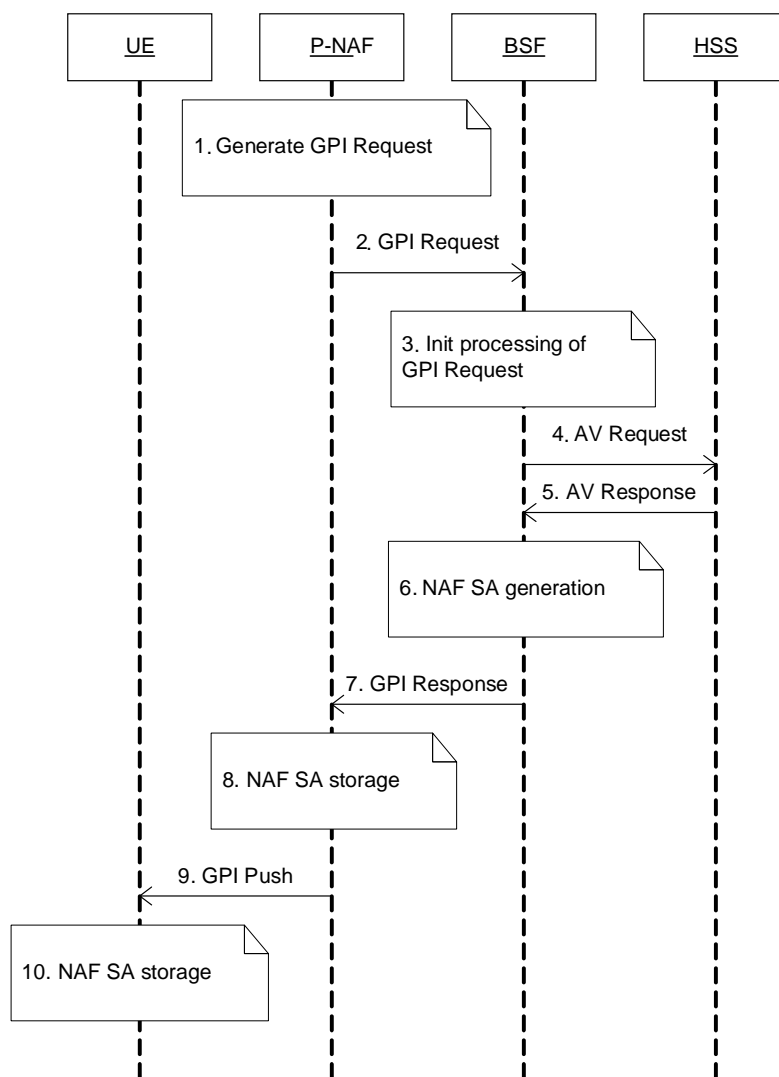 UE
P-NAF
BSF
HSS
1. Generate GPI Request
2. GPI Request
3. Init processing of
GPI Request
4. AV Request
5. AV Response
6. NAF SA generation
7. GPI Response
8. NAF SA storage
9. GPI Push
10. NAF SA storage